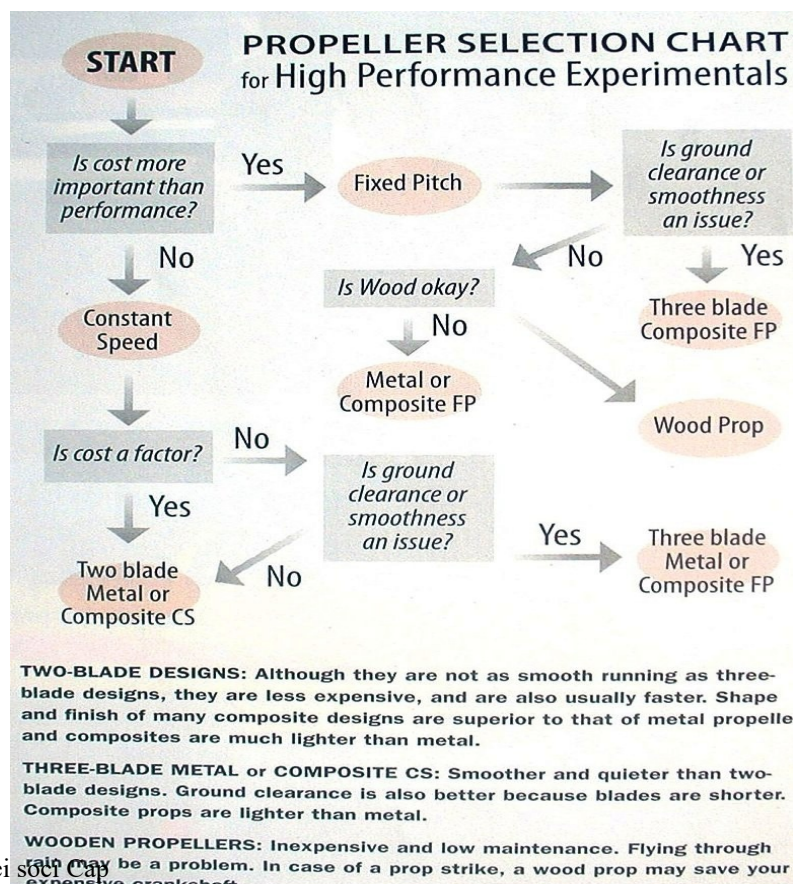 START
PROPELLER SELECTION CHART
for High Performance Experimentals
Is cost more
important than
performance?
Yes
Fixed Pitch
Is ground
clearance or
smoothness
an issue?
No
Constant
Speed
Is Wood okay?
No
Yes
Three blade
Composite FP
No
Metal or
Composite FP
Wood Prop
Is cost a factor?
No
Is ground
clearance or
smoothness
an issue?
Yes
Two blade
Metal or
Composite CS
No
Yes
Three blade
Metal or
Composite FP
TWO-BLADE DESIGNS: Although they are not as smooth running as three-
blade designs, they are less expensive, and are also usually faster. Shape
and finish of many composite designs are superior to that of metal propelle
and composites are much lighter than metal.
THREE-BLADE METAL or COMPOSITE CS: Smoother and quieter than two-
blade designs. Ground clearance is also better because blades are shorter.
Composite props are lighter than metal.
WOODEN PROPELLERS: Inexpensive and low maintenance. Flying through
rain may be a problem. In case of a prop strike, a wood prop may save your
expensive crankshaft.
ei soci Cap